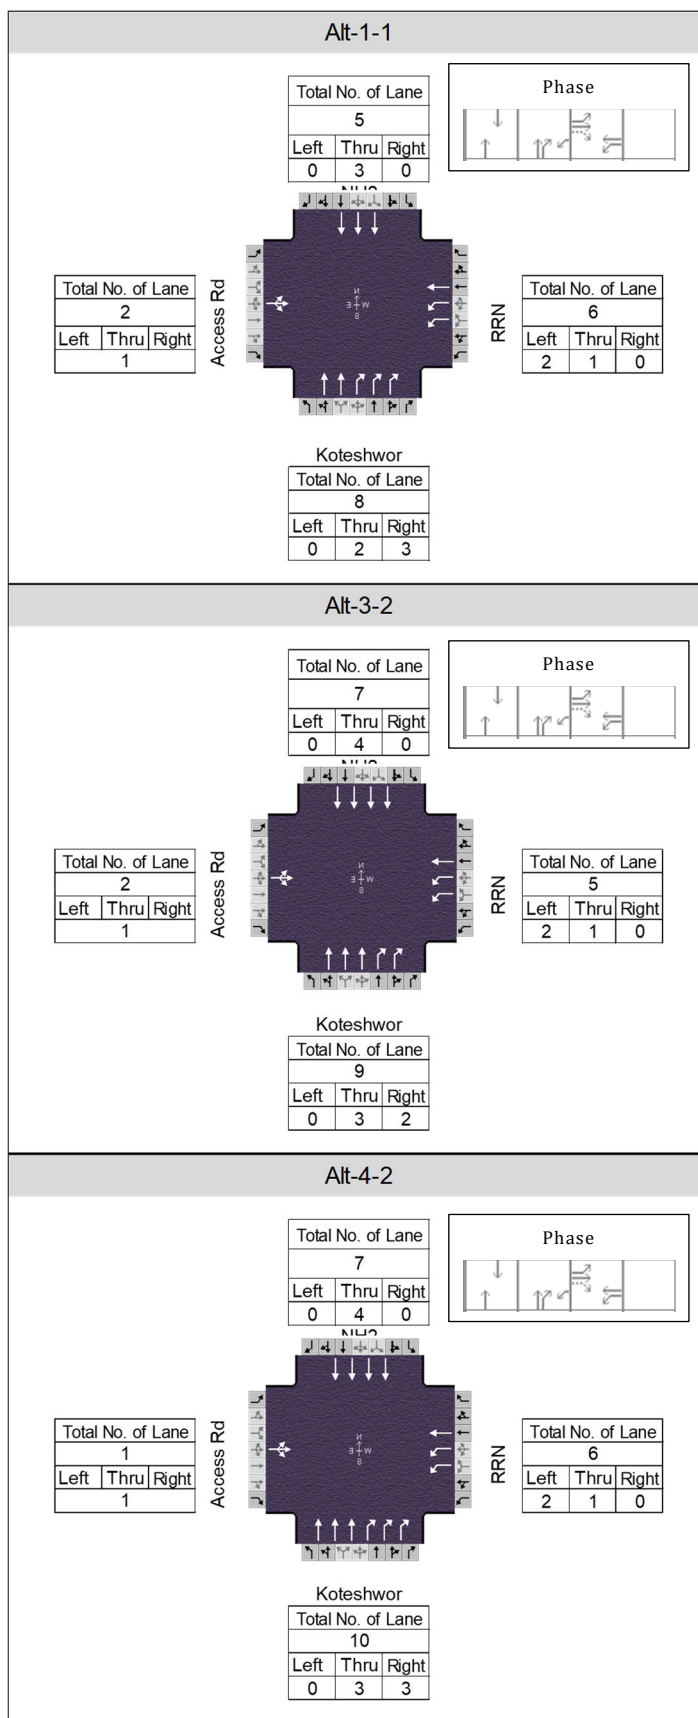 Alt-1-1
Total No. of Lane
5
Left Thru Right
0 3 0
Phase
NH2
Total No. of Lane
2
Left Thru Right
1
Access Rd
N
E W
S
RRN
Total No. of Lane
6
Left Thru Right
2 1 0
Koteshwor
Total No. of Lane
8
Left Thru Right
0 2 3
Alt-3-2
Total No. of Lane
7
Left Thru Right
0 4 0
Phase
NH2
Total No. of Lane
2
Left Thru Right
1
Access Rd
N
E W
S
RRN
Total No. of Lane
5
Left Thru Right
2 1 0
Koteshwor
Total No. of Lane
9
Left Thru Right
0 3 2
Alt-4-2
Total No. of Lane
7
Left Thru Right
0 4 0
Phase
NH2
Total No. of Lane
1
Left Thru Right
1
Access Rd
N
E W
S
RRN
Total No. of Lane
6
Left Thru Right
2 1 0
Koteshwor
Total No. of Lane
10
Left Thru Right
0 3 3